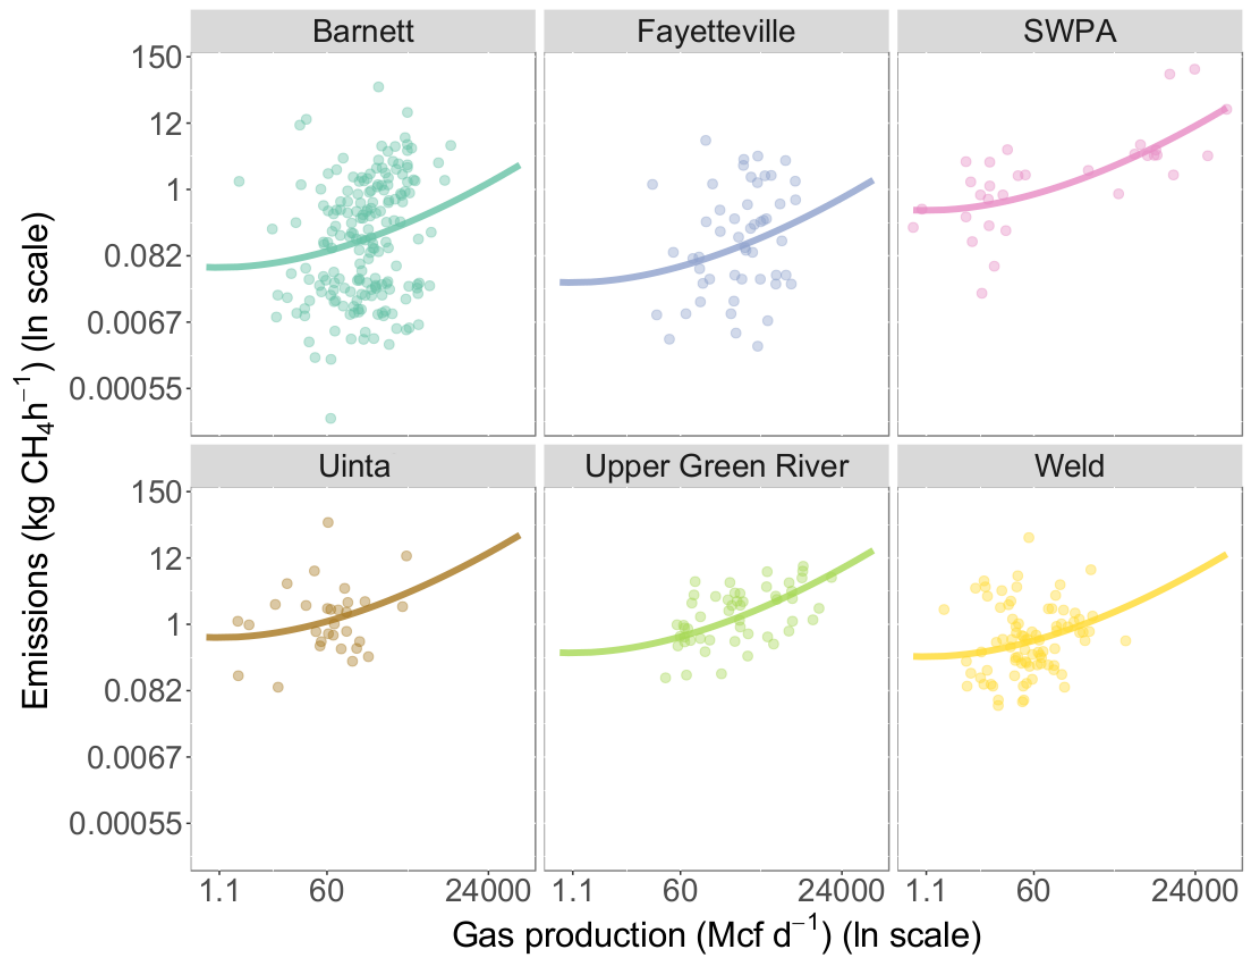 Barnett
Fayetteville
SWPA
150
12
1
0.082
0.0067
0.00055
Uinta
Upper Green River
Weld
150
12
1
0.082
0.0067
0.00055
1.1 60 24000
1.1 60 24000
1.1 60 24000
Emissions (kg CH₄h⁻¹) (ln scale)
Gas production (Mcf d⁻¹) (ln scale)